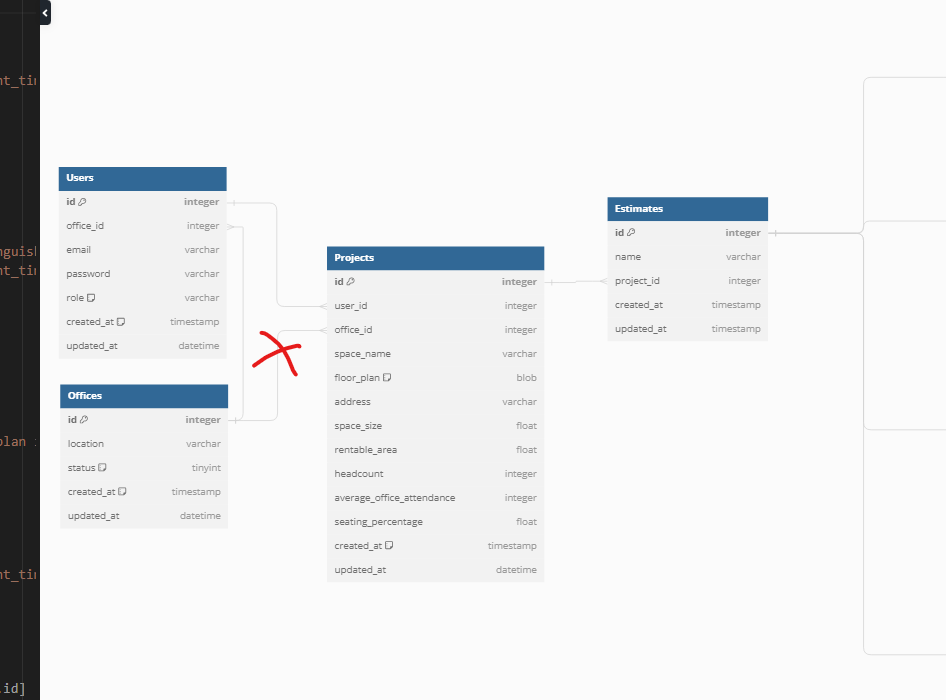 nt_ti
nguis
nt_ti
plan :
nt_ti
.id]
Users
id integer
office_id integer
email varchar
password varchar
role varchar
created_at timestamp
updated_at datetime
Offices
id integer
location varchar
status tinyint
created_at timestamp
updated_at datetime
Projects
id integer
user_id integer
office_id integer
space_name varchar
floor_plan blob
address varchar
space_size float
rentable_area float
headcount integer
average_office_attendance integer
seating_percentage float
created_at timestamp
updated_at datetime
Estimates
id integer
name varchar
project_id integer
created_at timestamp
updated_at timestamp